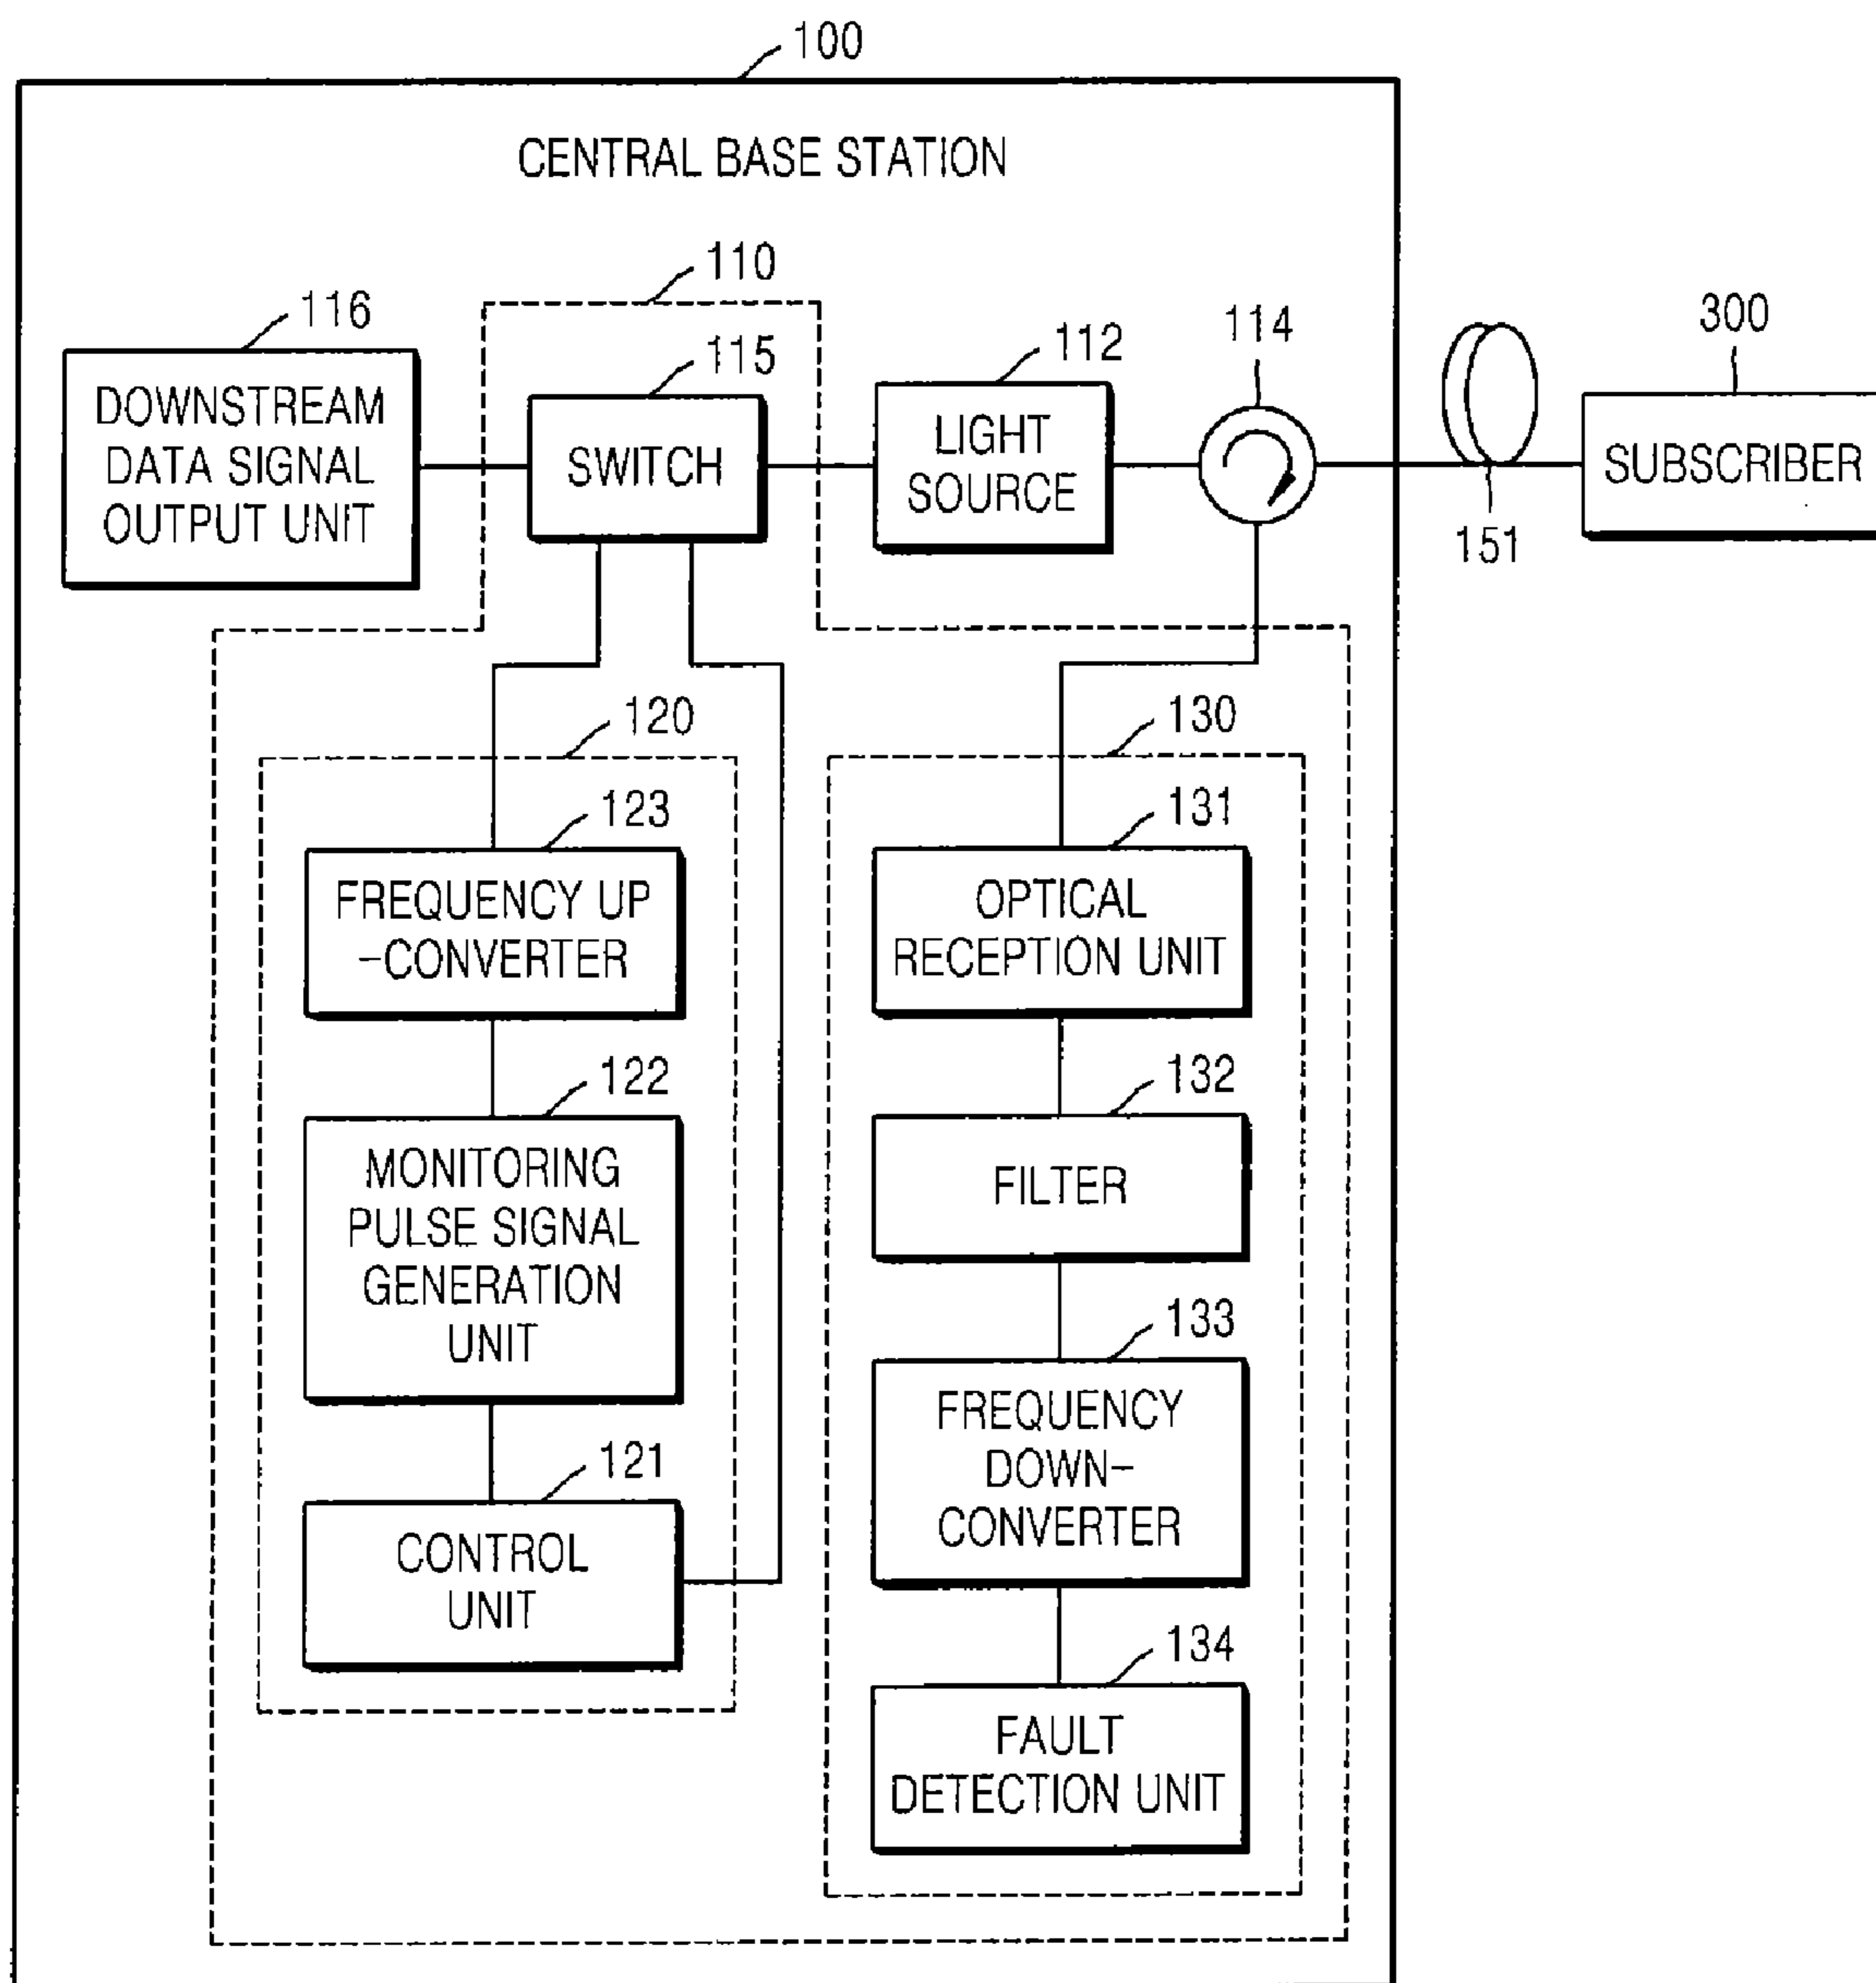 100
CENTRAL BASE STATION
110
116
115
112
114
300
DOWNSTREAM
DATA SIGNAL
OUTPUT UNIT
SWITCH
LIGHT
SOURCE
SUBSCRIBER
151
120
130
123
131
FREQUENCY UP
-CONVERTER
OPTICAL
RECEPTION UNIT
122
132
MONITORING
PULSE SIGNAL
GENERATION
UNIT
FILTER
133
FREQUENCY
DOWN-
CONVERTER
121
CONTROL
UNIT
134
FAULT
DETECTION UNIT